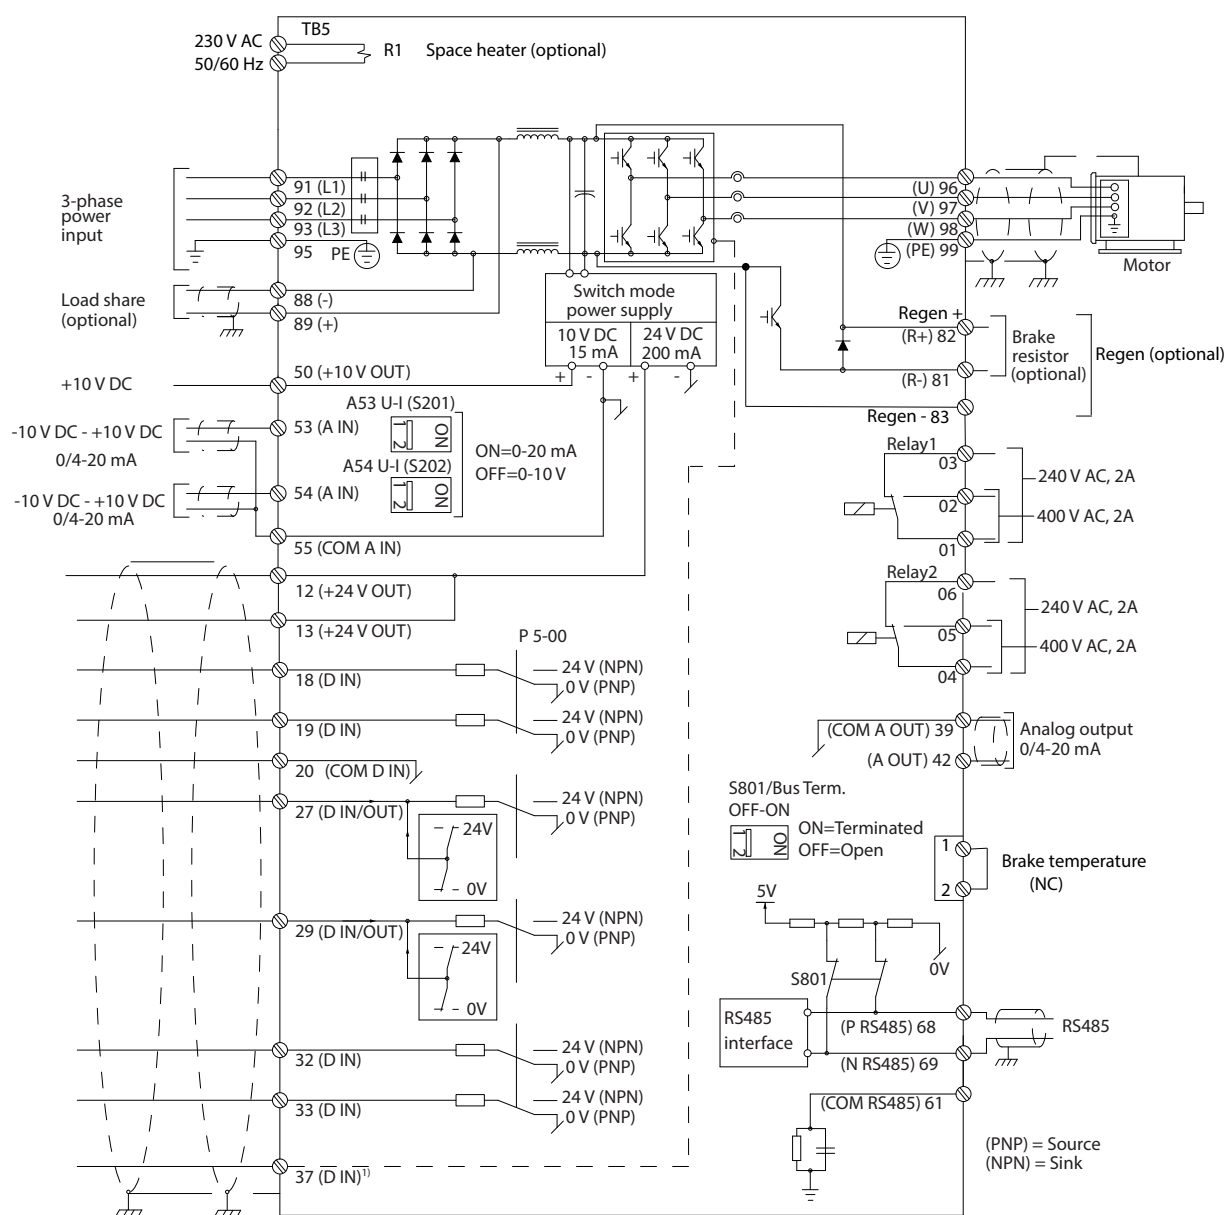 TB5
230 V AC
50/60 Hz
R1
Space heater (optional)
3-phase
power
input
91 (L1)
92 (L2)
93 (L3)
95 PE
(U) 96
(V) 97
(W) 98
(PE) 99
Motor
Load share
(optional)
88 (-)
89 (+)
Switch mode
power supply
10 V DC
15 mA
24 V DC
200 mA
+ - + -
Regen +
(R+) 82
Brake
resistor
(optional)
Regen (optional)
(R-) 81
Regen - 83
+10 V DC
50 (+10 V OUT)
A53 U-I (S201)
1 2 ON
-10 V DC - +10 V DC
0/4-20 mA
53 (A IN)
ON=0-20 mA
OFF=0-10 V
A54 U-I (S202)
1 2 ON
-10 V DC - +10 V DC
0/4-20 mA
54 (A IN)
55 (COM A IN)
Relay1
03
240 V AC, 2A
02
400 V AC, 2A
01
12 (+24 V OUT)
13 (+24 V OUT)
Relay2
06
240 V AC, 2A
05
400 V AC, 2A
04
P 5-00
18 (D IN)
24 V (NPN)
0 V (PNP)
19 (D IN)
24 V (NPN)
0 V (PNP)
20 (COM D IN)
27 (D IN/OUT)
24 V (NPN)
0 V (PNP)
24V
0V
29 (D IN/OUT)
24 V (NPN)
0 V (PNP)
24V
0V
32 (D IN)
24 V (NPN)
0 V (PNP)
33 (D IN)
24 V (NPN)
0 V (PNP)
37 (D IN)1)
(COM A OUT) 39
(A OUT) 42
Analog output
0/4-20 mA
S801/Bus Term.
OFF-ON
1 2 ON
ON=Terminated
OFF=Open
1
2
Brake temperature
(NC)
5V
0V
S801
RS485
interface
(P RS485) 68
(N RS485) 69
RS485
(COM RS485) 61
(PNP) = Source
(NPN) = Sink